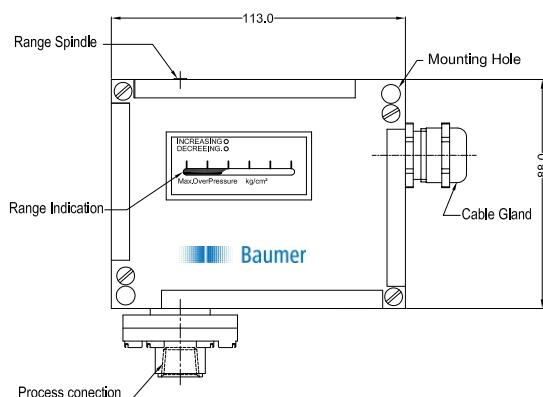 113.0
Range Spindle
Mounting Hole
INCREASING
DECREEING.
Max.OverPressure kg/cm²
88.0
Range Indication
Cable Gland
Baumer
Process conection